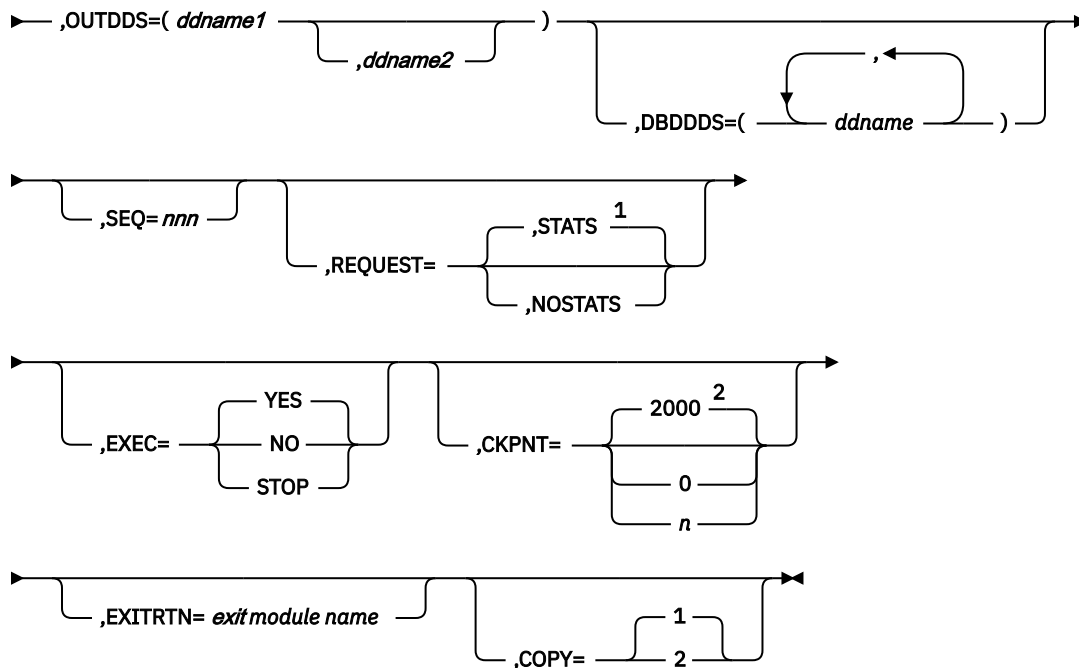 ,OUTDDS=( ddname1 )
,ddname2
,
,DBDDDS=( ddname )
,SEQ= nnn
,STATS 1
,REQUEST=
,NOSTATS
YES
,EXEC= NO
STOP
2000 2
,CKPNT=
0
n
,EXITRTN= exit module name
1
,COPY= 2